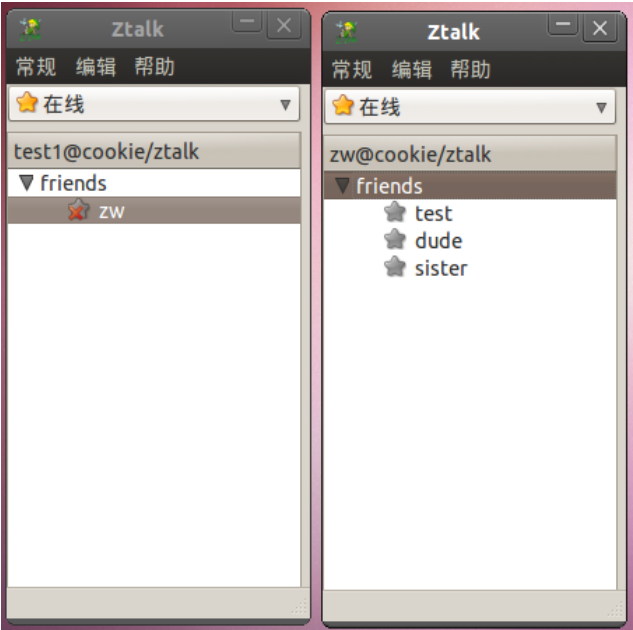 Ztalk
常规 编辑 帮助
在线
test1@cookie/ztalk
friends
zw
Ztalk
常规 编辑 帮助
在线
zw@cookie/ztalk
friends
test
dude
sister